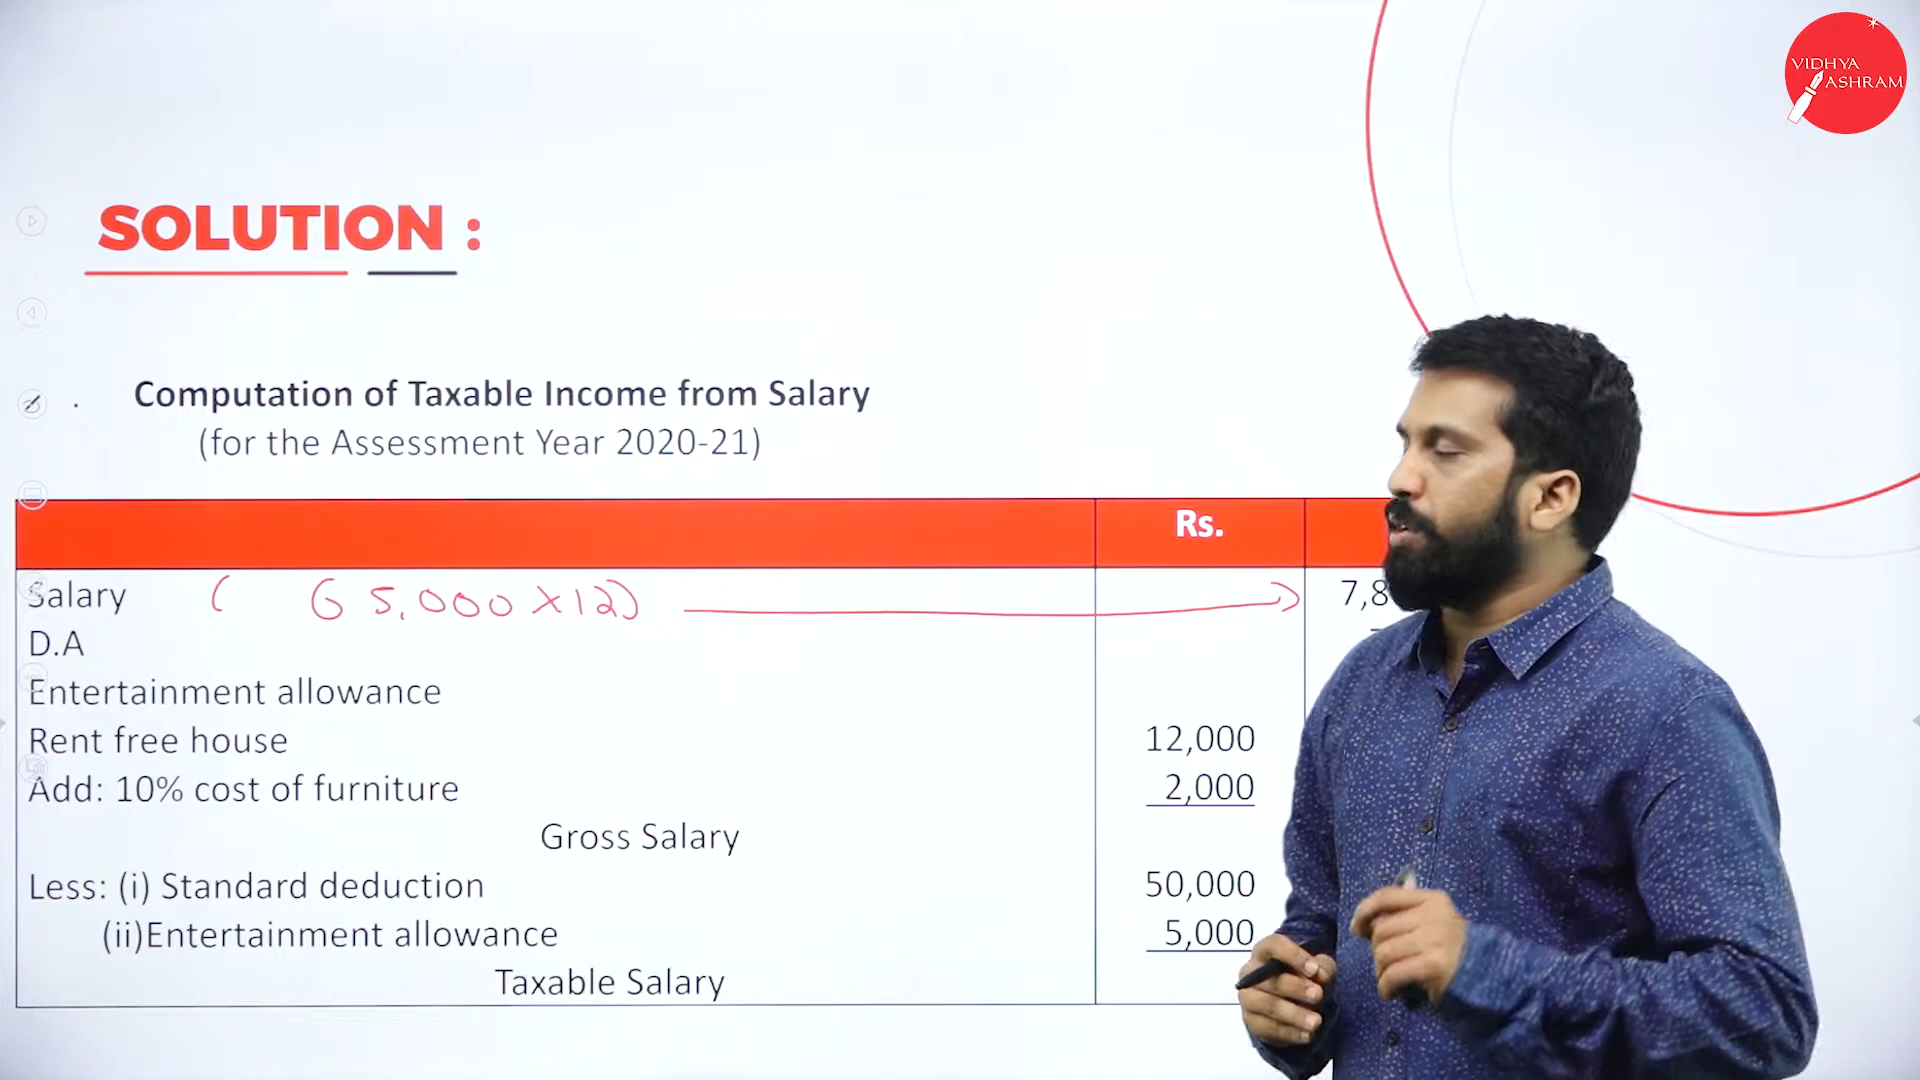 VIDHYA
ASHRAM
SOLUTION :
Computation of Taxable Income from Salary
(for the Assessment Year 2020-21)
Rs.
Salary ( 65,000 X 12) 7,8
D.A
Entertainment allowance
Rent free house 12,000
Add: 10% cost of furniture 2,000
Gross Salary
Less: (i) Standard deduction 50,000
(ii)Entertainment allowance 5,000
Taxable Salary